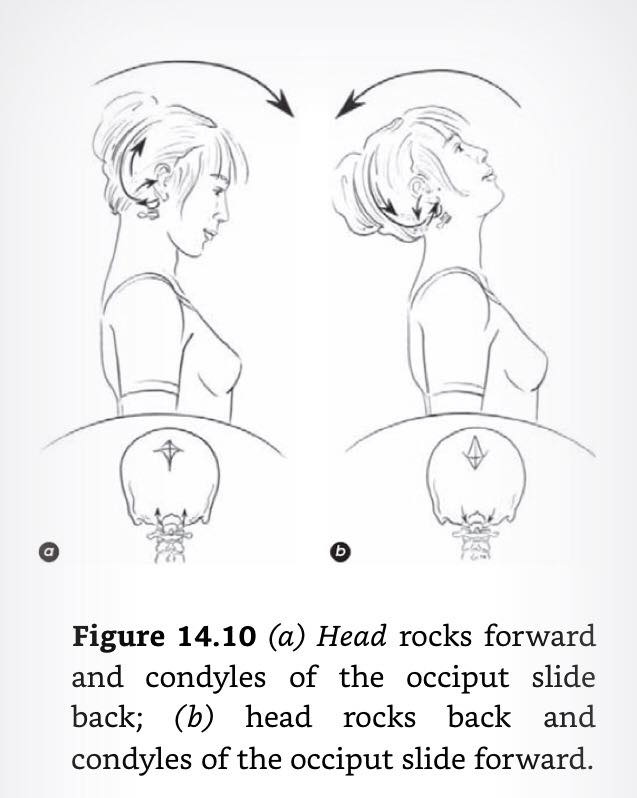 a
b
Figure 14.10 (a) Head rocks forward
and condyles of the occiput slide
back; (b) head rocks back and
condyles of the occiput slide forward.